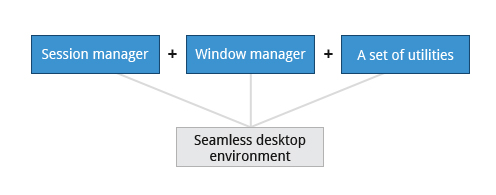 Session manager + Window manager + A set of utilities
Seamless desktop
environment